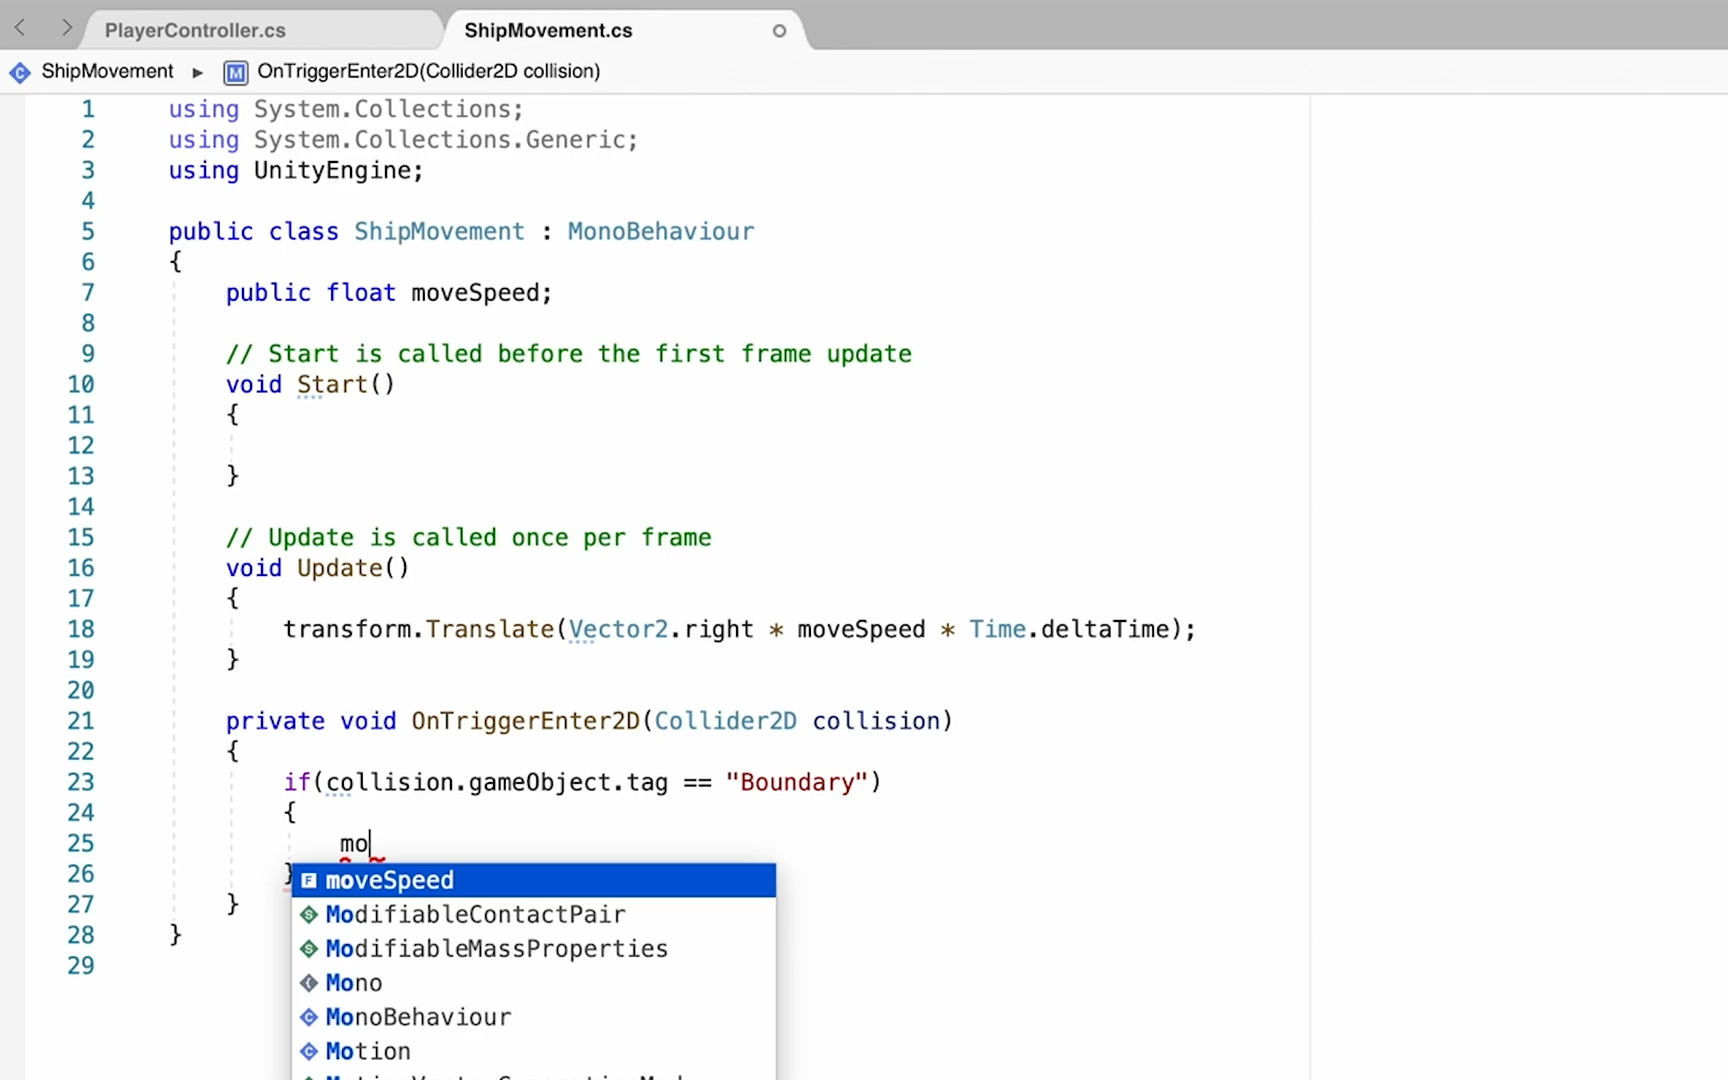 PlayerController.cs
ShipMovement.cs
ShipMovement ▸ M OnTriggerEnter2D(Collider2D collision)
1 using System.Collections;
2 using System.Collections.Generic;
3 using UnityEngine;
4
5 public class ShipMovement : MonoBehaviour
6 {
7 public float moveSpeed;
8
9 // Start is called before the first frame update
10 void Start()
11 {
12
13 }
14
15 // Update is called once per frame
16 void Update()
17 {
18 transform.Translate(Vector2.right * moveSpeed * Time.deltaTime);
19 }
20
21 private void OnTriggerEnter2D(Collider2D collision)
22 {
23 if(collision.gameObject.tag == "Boundary")
24 {
25 mo
26 }
27 }
28 }
29
moveSpeed
ModifiableContactPair
ModifiableMassProperties
Mono
MonoBehaviour
Motion